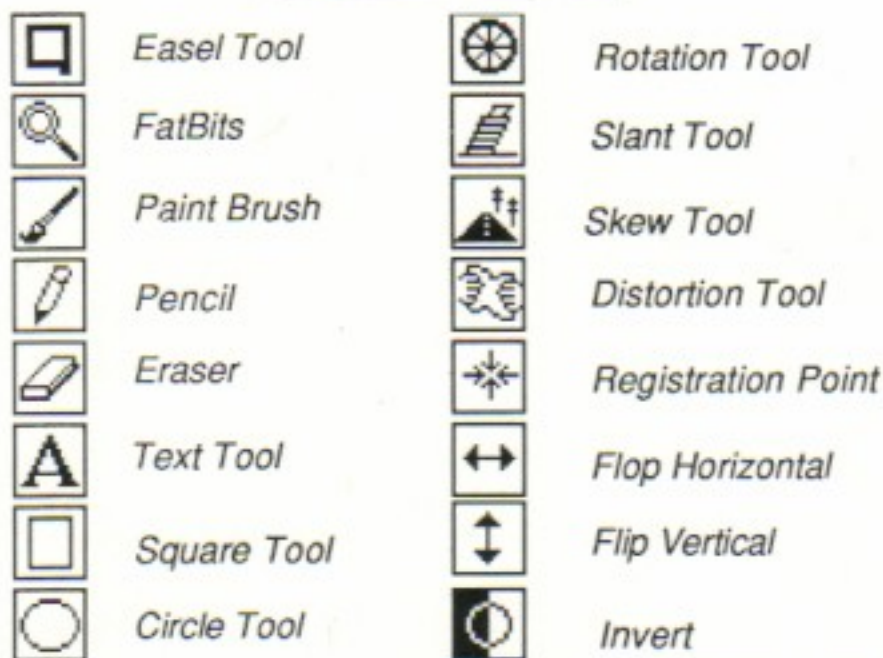 Easel Tool
FatBits
Paint Brush
Pencil
Eraser
Text Tool
Square Tool
Circle Tool
Rotation Tool
Slant Tool
Skew Tool
Distortion Tool
Registration Point
Flop Horizontal
Flip Vertical
Invert